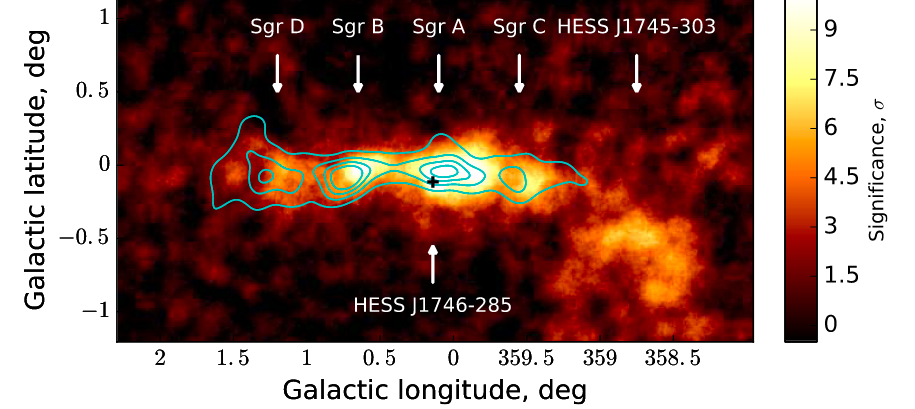 Sgr D Sgr B Sgr A Sgr C HESS J1745-303
HESS J1746-285
1
0.5
0
−0.5
−1
Galactic latitude, deg
2 1.5 1 0.5 0 359.5 359 358.5
Galactic longitude, deg
9
7.5
6
4.5
3
1.5
0
Significance, σ